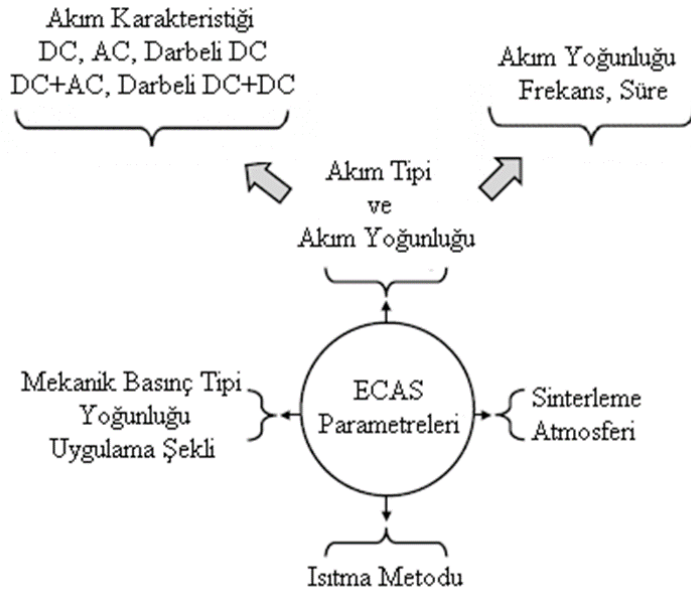 Akım Karakteristiği
DC, AC, Darbeli DC
DC+AC, Darbeli DC+DC
Akım Yoğunluğu
Frekans, Süre
Akım Tipi
ve
Akım Yoğunluğu
Mekanik Basınç Tipi
Yoğunluğu
Uygulama Şekli
ECAS
Parametreleri
Sinterleme
Atmosferi
Isıtma Metodu